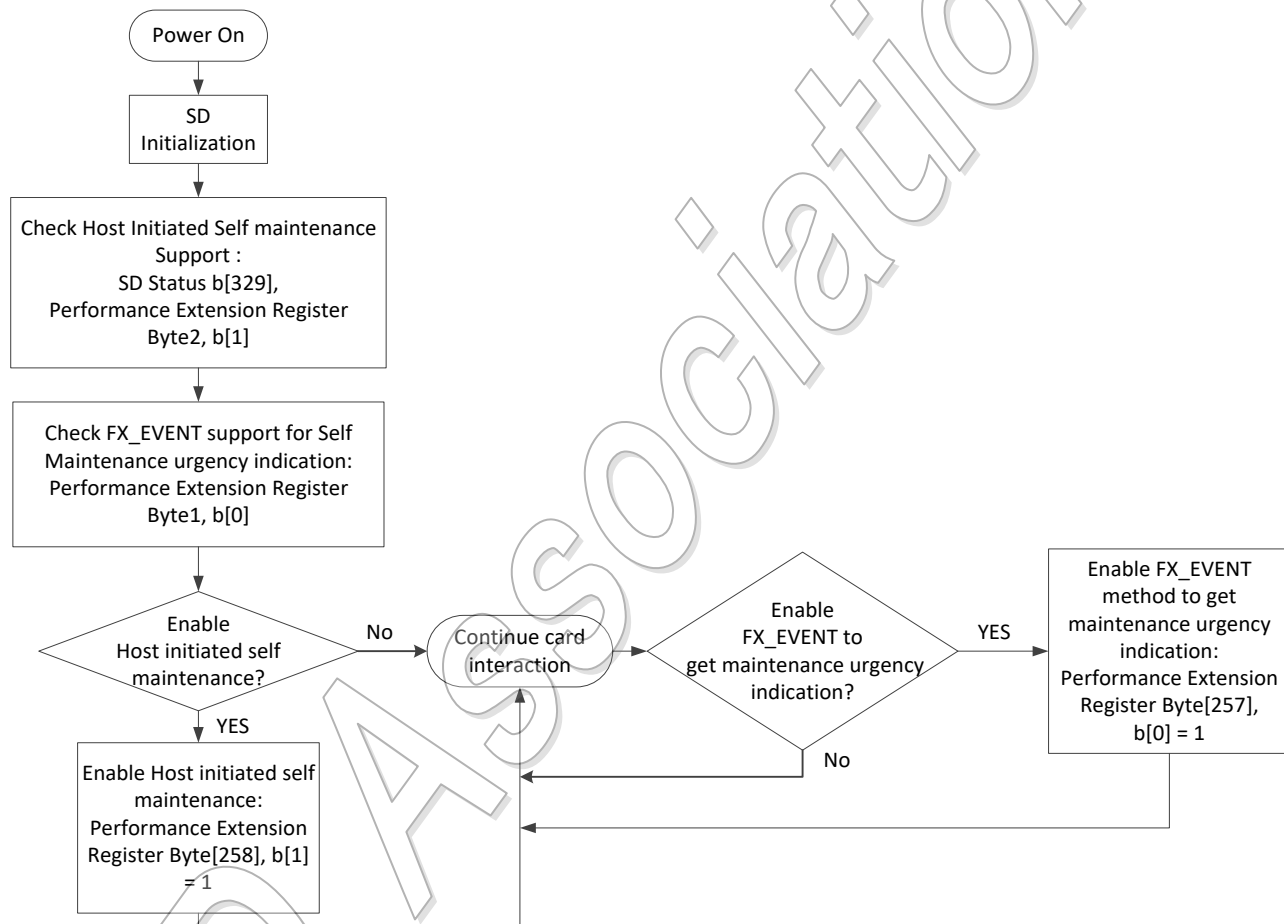 Power On
SD
Initialization
Check Host Initiated Self maintenance
Support :
SD Status b[329],
Performance Extension Register
Byte2, b[1]
Check FX_EVENT support for Self
Maintenance urgency indication:
Performance Extension Register
Byte1, b[0]
Enable
Host initiated self
maintenance?
No
YES
Enable Host initiated self
maintenance:
Performance Extension
Register Byte[258], b[1]
= 1
Continue card
interaction
Enable
FX_EVENT to
get maintenance urgency
indication?
YES
No
Enable FX_EVENT
method to get
maintenance urgency
indication:
Performance Extension
Register Byte[257],
b[0] = 1
Association